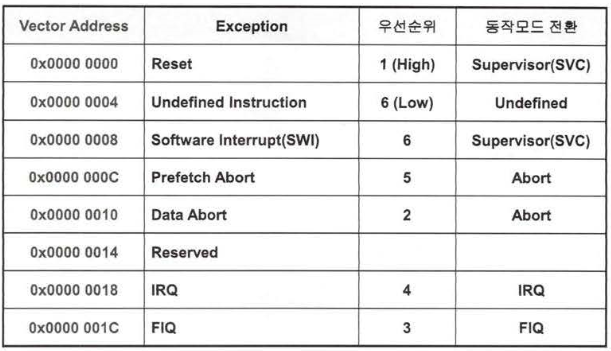 Vector Address Exception 우선순위 동작모드 전환
0x0000 0000 Reset 1 (High) Supervisor(SVC)
0x0000 0004 Undefined Instruction 6 (Low) Undefined
0x0000 0008 Software Interrupt(SWI) 6 Supervisor(SVC)
0x0000 000C Prefetch Abort 5 Abort
0x0000 0010 Data Abort 2 Abort
0x0000 0014 Reserved
0x0000 0018 IRQ 4 IRQ
0x0000 001C FIQ 3 FIQ